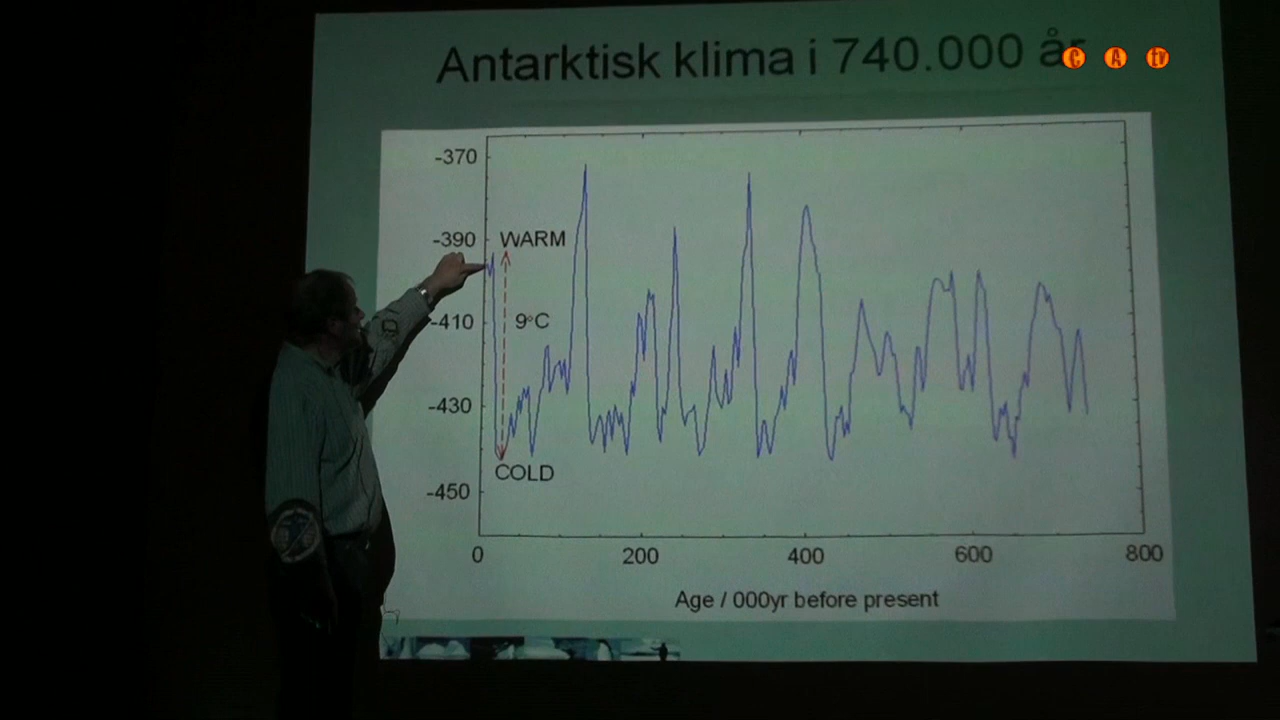 Antarktisk klima i 740.000 år
C A tv
-370
-390
WARM
-410
9°C
-430
COLD
-450
0 200 400 600 800
Age / 000yr before present